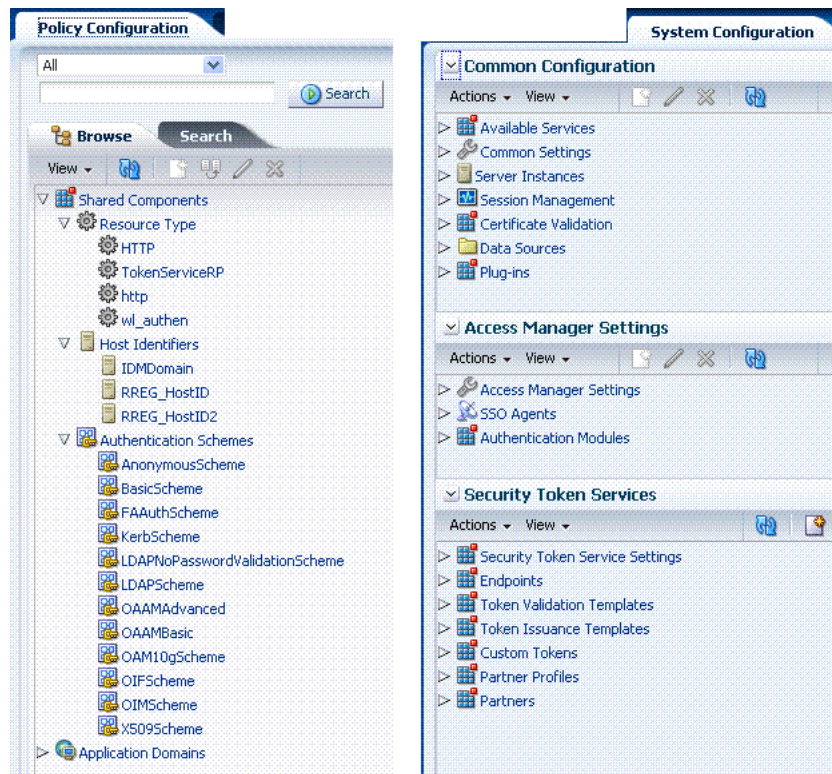 Policy Configuration
All
Search
Browse
Search
View
Shared Components
Resource Type
HTTP
TokenServiceRP
http
wl_authen
Host Identifiers
IDMDomain
RREG_HostID
RREG_HostID2
Authentication Schemes
AnonymousScheme
BasicScheme
FAAuthScheme
KerbScheme
LDAPNoPasswordValidationScheme
LDAPScheme
OAAMAdvanced
OAAMBasic
OAM10gScheme
OIFScheme
OIMScheme
X509Scheme
Application Domains
System Configuration
Common Configuration
Actions View
Available Services
Common Settings
Server Instances
Session Management
Certificate Validation
Data Sources
Plug-ins
Access Manager Settings
Actions View
Access Manager Settings
SSO Agents
Authentication Modules
Security Token Services
Actions View
Security Token Service Settings
Endpoints
Token Validation Templates
Token Issuance Templates
Custom Tokens
Partner Profiles
Partners